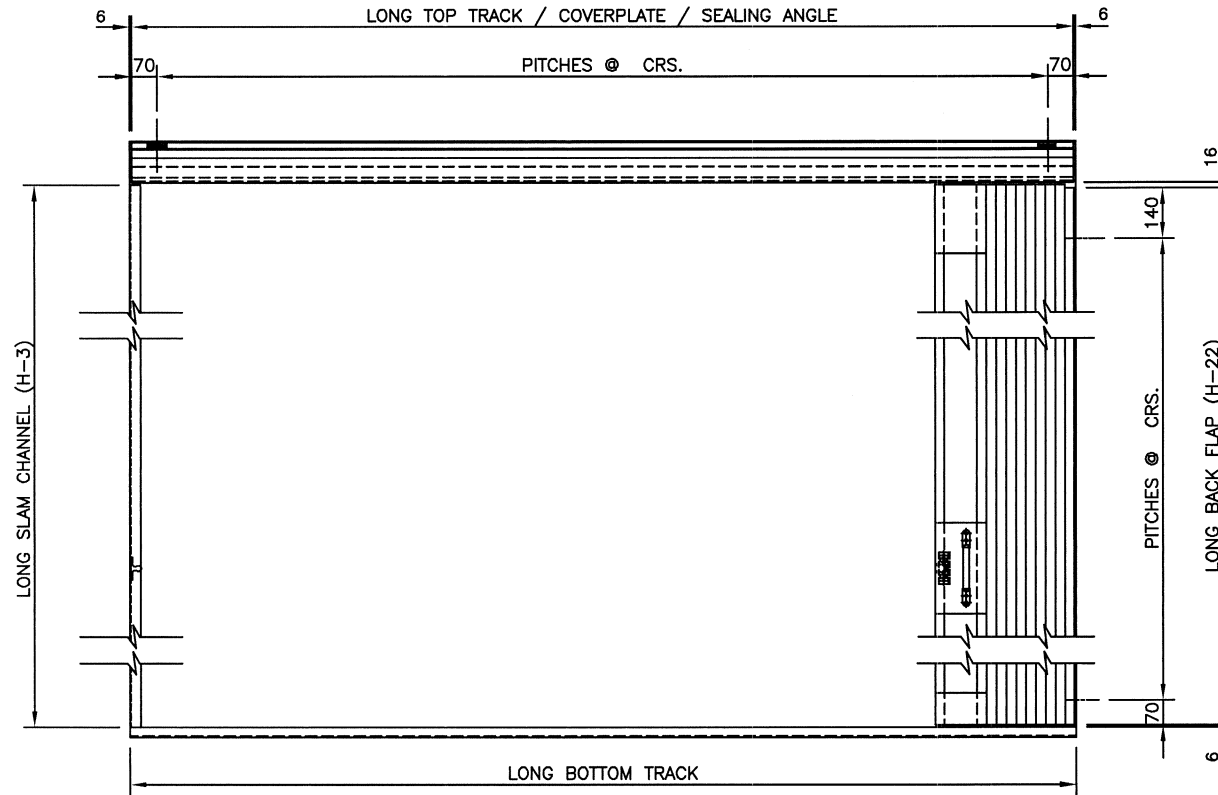 6
LONG TOP TRACK / COVERPLATE / SEALING ANGLE
6
70
PITCHES @ CRS.
70
16
140
LONG SLAM CHANNEL (H-3)
PITCHES @ CRS.
LONG BACK FLAP (H-22)
70
6
LONG BOTTOM TRACK